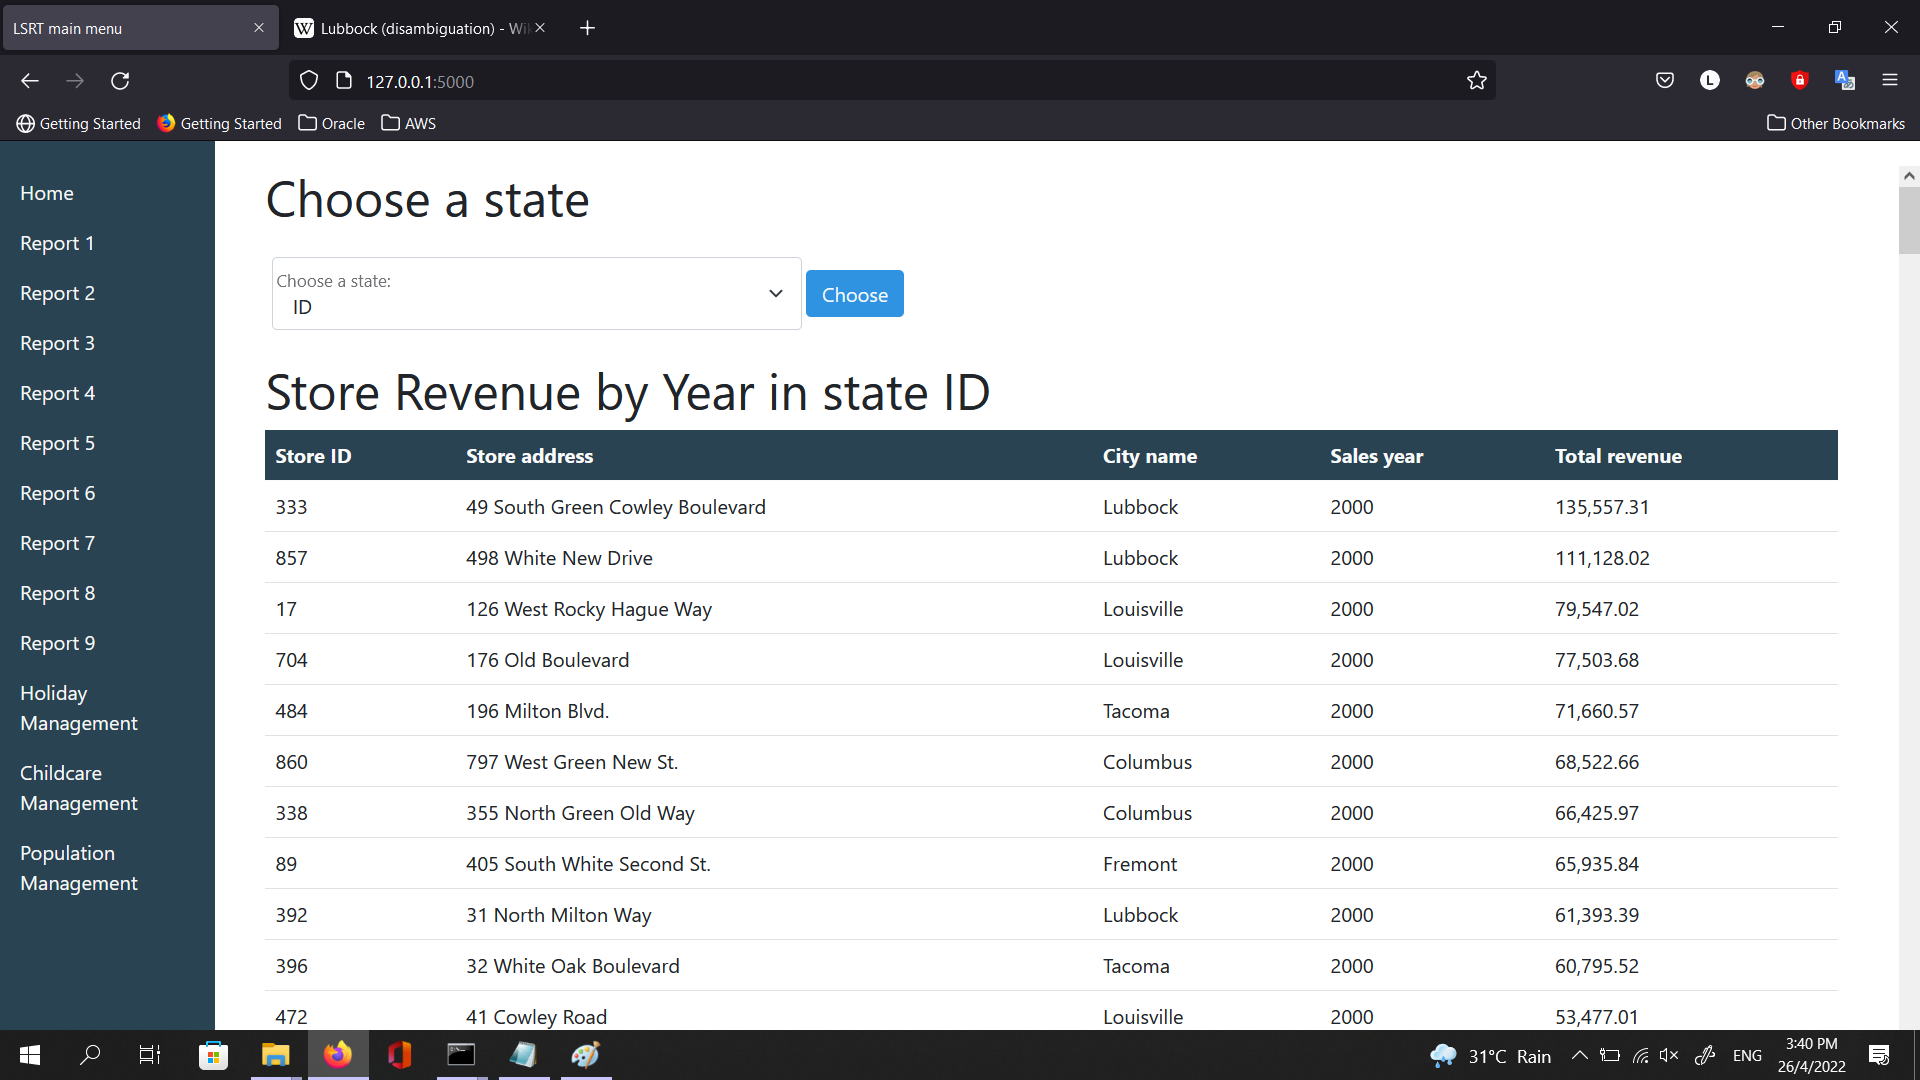 LSRT main menu
Lubbock (disambiguation) - Wi
127.0.0.1:5000
L
Getting Started
Getting Started
Oracle
AWS
Other Bookmarks
Home
Report 1
Report 2
Report 3
Report 4
Report 5
Report 6
Report 7
Report 8
Report 9
Holiday
Management
Childcare
Management
Population
Management
Choose a state
Choose a state:
ID
Choose
Store Revenue by Year in state ID
Store ID Store address City name Sales year Total revenue
333 49 South Green Cowley Boulevard Lubbock 2000 135,557.31
857 498 White New Drive Lubbock 2000 111,128.02
17 126 West Rocky Hague Way Louisville 2000 79,547.02
704 176 Old Boulevard Louisville 2000 77,503.68
484 196 Milton Blvd. Tacoma 2000 71,660.57
860 797 West Green New St. Columbus 2000 68,522.66
338 355 North Green Old Way Columbus 2000 66,425.97
89 405 South White Second St. Fremont 2000 65,935.84
392 31 North Milton Way Lubbock 2000 61,393.39
396 32 White Oak Boulevard Tacoma 2000 60,795.52
472 41 Cowley Road Louisville 2000 53,477.01
31°C Rain
ENG
3:40 PM
26/4/2022